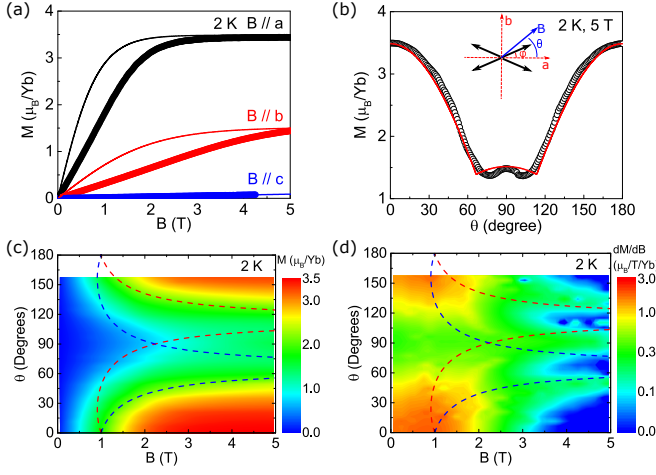 (a)
2 K B // a
B // b
B // c
M (μB/Yb)
4
3
2
1
0
0 1 2 3 4 5
B (T)
(b)
2 K, 5 T
b
B
θ
φ
a
M (μB/Yb)
4
3
2
1
0 30 60 90 120 150 180
θ (degree)
(c)
2 K
M (μB/Yb)
3.5
3.0
2.0
1.0
0.0
θ (Degrees)
180
150
120
90
60
30
0
0 1 2 3 4 5
B (T)
(d)
2 K
dM/dB
(μB/T/Yb)
3.0
1.0
0.3
0.1
0.0
θ (Degrees)
180
150
120
90
60
30
0
0 1 2 3 4 5
B (T)